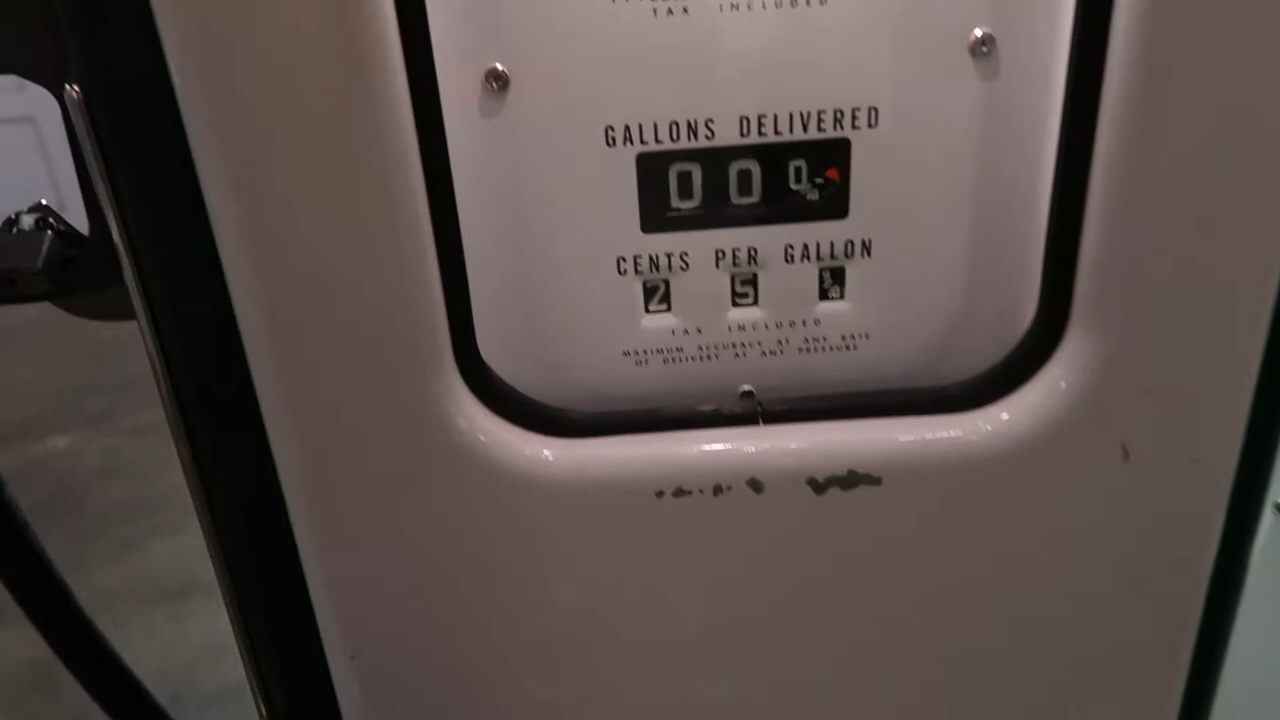 TAX INCLUDED
GALLONS DELIVERED
0 0 0
CENTS PER GALLON
2 5
TAX INCLUDED
MAXIMUM ACCURACY AT ANY RATE
OF DELIVERY AT ANY PRESSURE